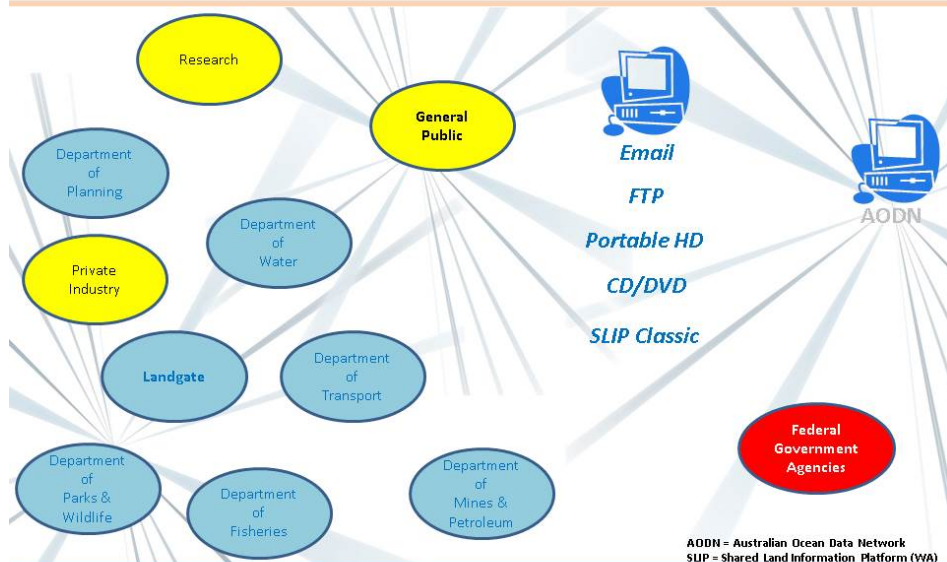 Research
General
Public
Department
of
Planning
Department
of
Water
Private
Industry
Landgate
Department
of
Transport
Department
of
Parks &
Wildlife
Department
of
Fisheries
Department
of
Mines &
Petroleum
Email
FTP
Portable HD
CD/DVD
SLIP Classic
AODN
Federal
Government
Agencies
AODN = Australian Ocean Data Network
SLIP = Shared Land Information Platform (WA)